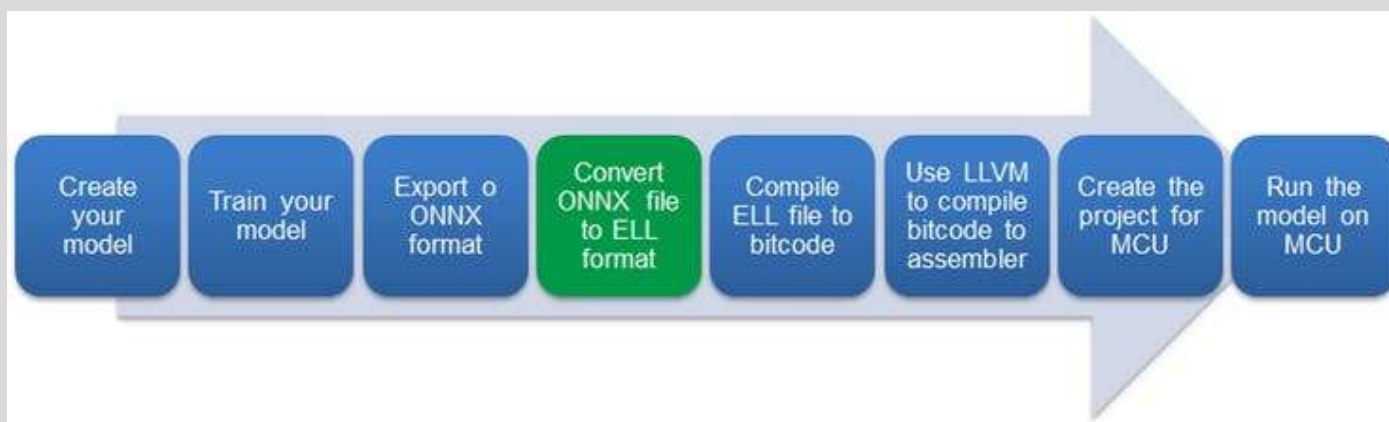 Create
your
model
Train your
model
Export o
ONNX
format
Convert
ONNX file
to ELL
format
Compile
ELL file to
bitcode
Use LLVM
to compile
bitcode to
assembler
Create the
project for
MCU
Run the
model on
MCU